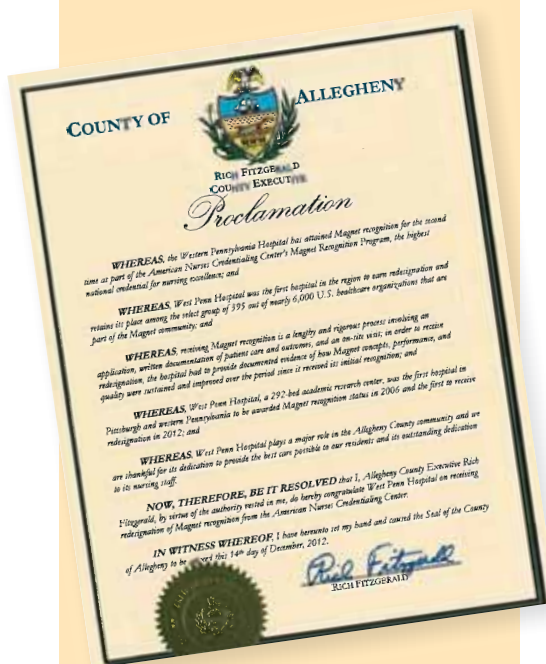 COUNTY OF ALLEGHENY
RICH FITZGERALD
COUNTY EXECUTIVE
Proclamation
WHEREAS, the Western Pennsylvania Hospital has attained Magnet recognition for the second
time as part of the American Nurses Credentialing Center's Magnet Recognition Program, the highest
national credential for nursing excellence; and
WHEREAS, West Penn Hospital was the first hospital in the region to earn redesignation and
retains its place among the select group of 395 out of nearly 6,000 U.S. healthcare organizations that are
part of the Magnet community; and
WHEREAS, receiving Magnet recognition is a lengthy and rigorous process involving an
application, written documentation of patient care and outcomes, and an on-site visit; in order to receive
redesignation, the hospital had to provide documented evidence of how Magnet concepts, performance, and
quality were sustained and improved over the period since it received its initial recognition; and
WHEREAS, West Penn Hospital, a 292-bed academic research center, was the first hospital in
Pittsburgh and western Pennsylvania to be awarded Magnet recognition status in 2006 and the first to receive
redesignation in 2012; and
WHEREAS, West Penn Hospital plays a major role in the Allegheny County community and we
are thankful for its dedication to provide the best care possible to our residents and its outstanding dedication
to its nursing staff.
NOW, THEREFORE, BE IT RESOLVED that I, Allegheny County Executive Rich
Fitzgerald, by virtue of the authority vested in me, do hereby congratulate West Penn Hospital on receiving
redesignation of Magnet recognition from the American Nurses Credentialing Center.
IN WITNESS WHEREOF, I have hereunto set my hand and caused the Seal of the County
of Allegheny to be this 14th day of December, 2012.
Rich Fitzgerald
RICH FITZGERALD